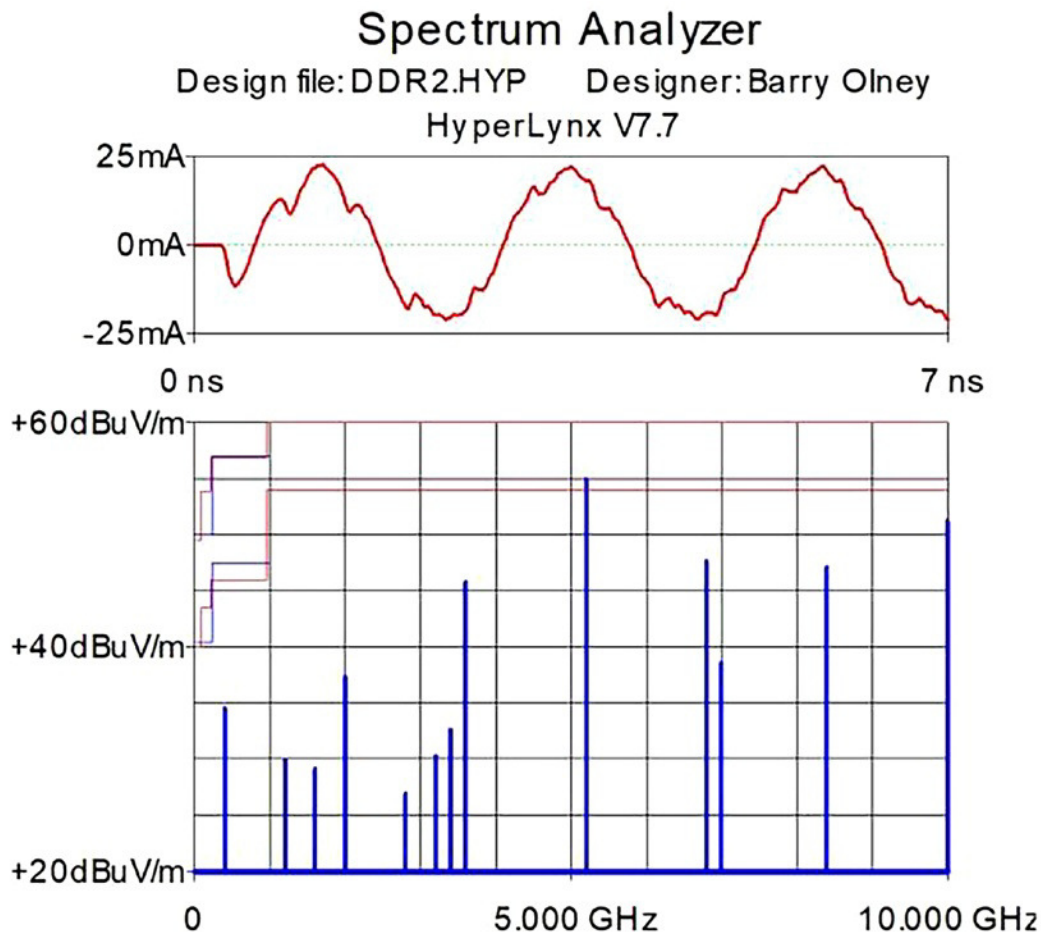 Spectrum Analyzer
Design file: DDR2.HYP Designer: Barry Olney
HyperLynx V7.7
25mA
0mA
-25mA
0 ns 7 ns
+60dBuV/m
+40dBuV/m
+20dBuV/m
0 5.000 GHz 10.000 GHz